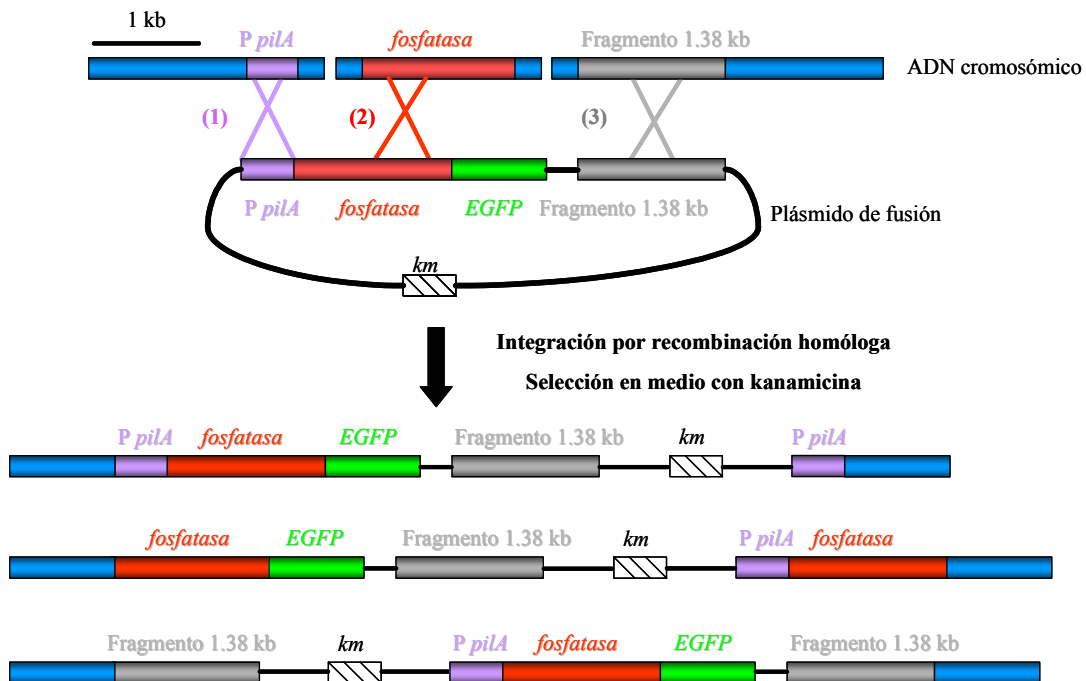 1 kb
P pilA
fosfatasa
Fragmento 1.38 kb
ADN cromosómico
(1)
(2)
(3)
P pilA
fosfatasa
EGFP
Fragmento 1.38 kb
Plásmido de fusión
km
Integración por recombinación homóloga
Selección en medio con kanamicina
P pilA
fosfatasa
EGFP
Fragmento 1.38 kb
km
P pilA
fosfatasa
EGFP
Fragmento 1.38 kb
km
P pilA
fosfatasa
Fragmento 1.38 kb
km
P pilA
fosfatasa
EGFP
Fragmento 1.38 kb